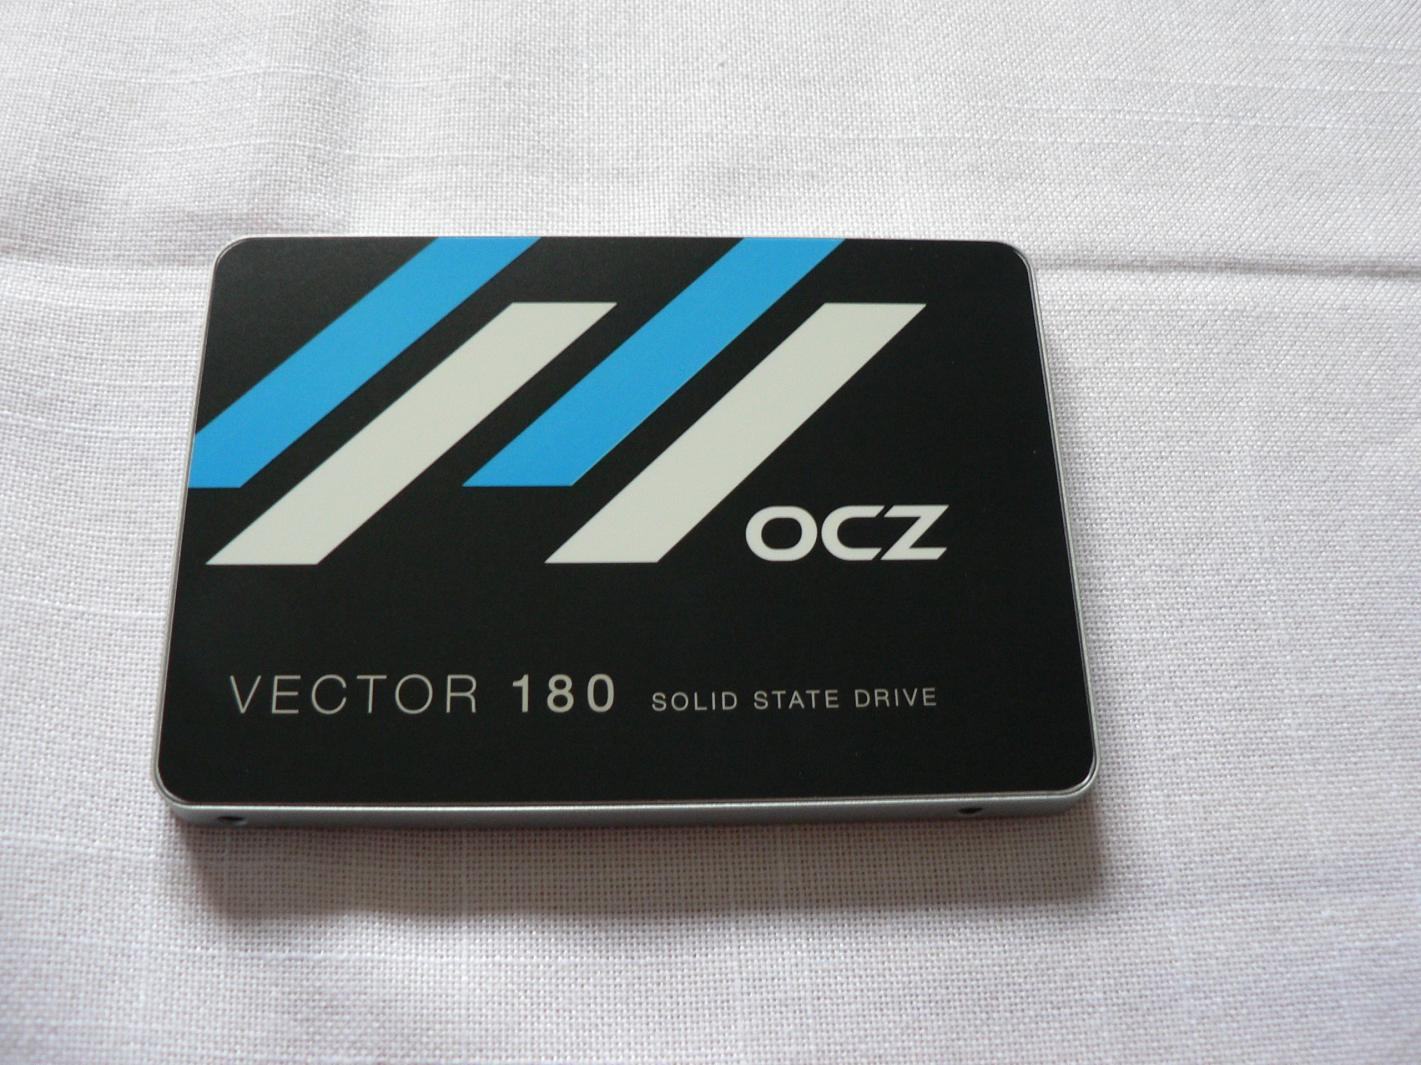 OCZ
VECTOR 180 SOLID STATE DRIVE